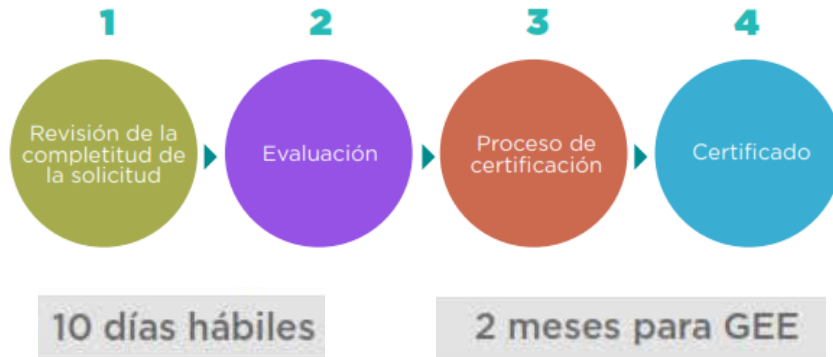 1
2
3
4
Revisión de la
completitud de
la solicitud
Evaluación
Proceso de
certificación
Certificado
10 días hábiles
2 meses para GEE